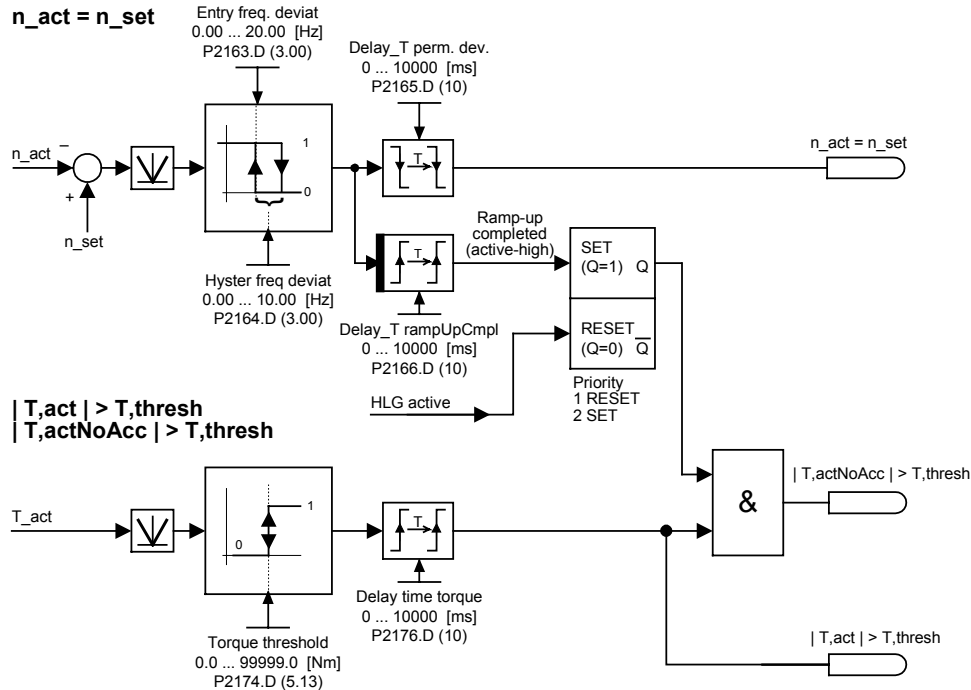 n_act = n_set
Entry freq. deviat
0.00 ... 20.00 [Hz]
P2163.D (3.00)
Delay_T perm. dev.
0 ... 10000 [ms]
P2165.D (10)
n_act
−
+
n_set
1
0
T
n_act = n_set
Hyster freq deviat
0.00 ... 10.00 [Hz]
P2164.D (3.00)
T
Delay_T rampUpCmpl
0 ... 10000 [ms]
P2166.D (10)
Ramp-up
completed
(active-high)
SET
(Q=1) Q
RESET
(Q=0) Q̅
Priority
1 RESET
2 SET
HLG active
| T,act | > T,thresh
| T,actNoAcc | > T,thresh
T_act
1
0
T
&
| T,actNoAcc | > T,thresh
Torque threshold
0.0 ... 99999.0 [Nm]
P2174.D (5.13)
Delay time torque
0 ... 10000 [ms]
P2176.D (10)
| T,act | > T,thresh